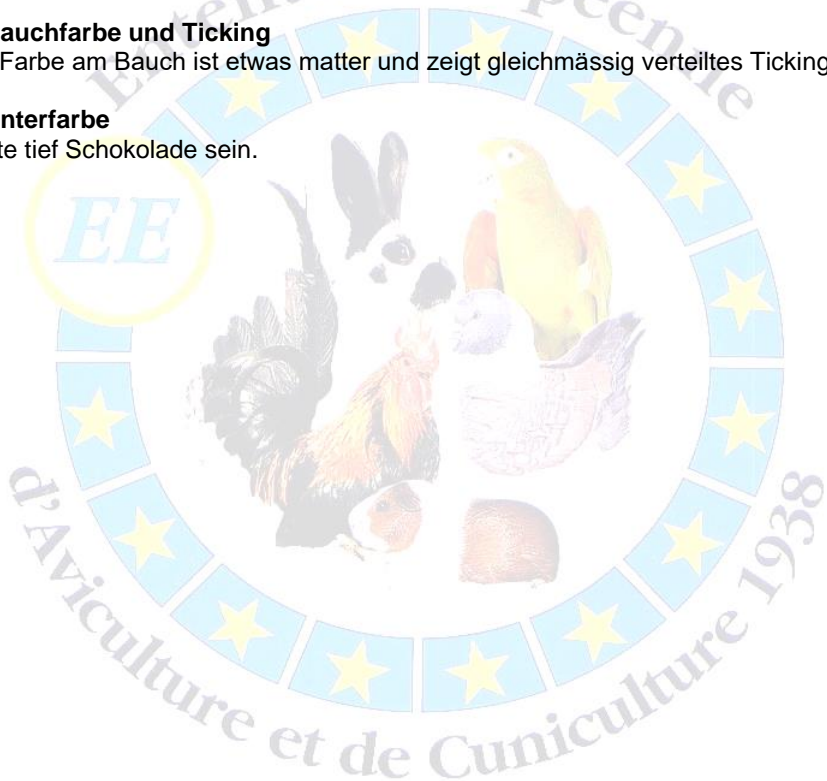 auchfarbe und Ticking
Farbe am Bauch ist etwas matter und zeigt gleichmässig verteiltes Ticking
nterfarbe
te tief Schokolade sein.
EE
d'Aviculture et de Cuniculture 1938